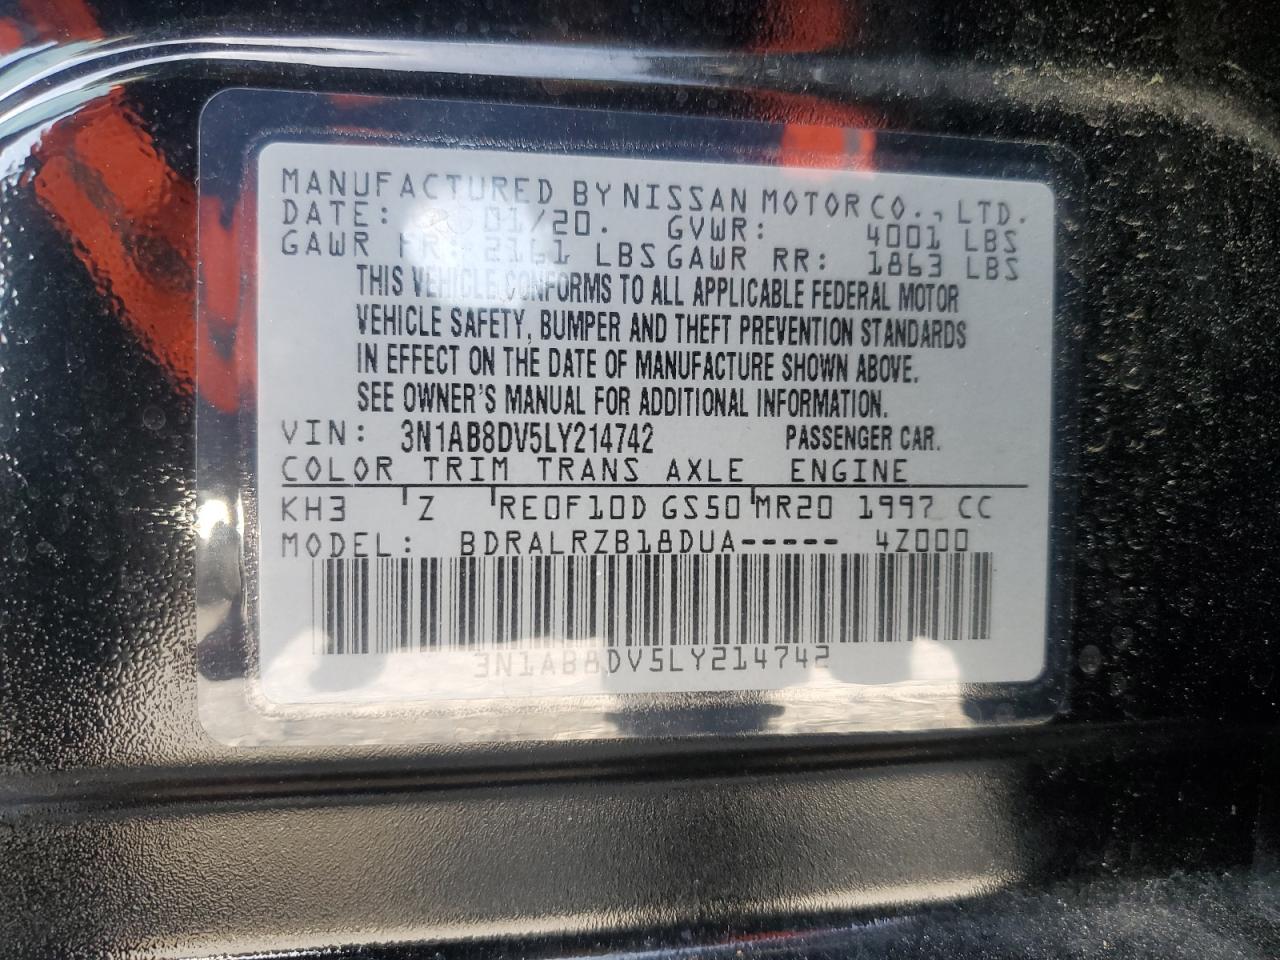 MANUFACTURED BY NISSAN MOTOR CO., LTD.
DATE: 01/20. GVWR: 4001 LBS
GAWR FR: 2161 LBS GAWR RR: 1863 LBS
THIS VEHICLE CONFORMS TO ALL APPLICABLE FEDERAL MOTOR
VEHICLE SAFETY, BUMPER AND THEFT PREVENTION STANDARDS
IN EFFECT ON THE DATE OF MANUFACTURE SHOWN ABOVE.
SEE OWNER'S MANUAL FOR ADDITIONAL INFORMATION.
VIN: 3N1AB8DV5LY214742 PASSENGER CAR.
COLOR TRIM TRANS AXLE ENGINE
KH3 Z RE0F10D GS50 MR20 1997 CC
MODEL: BDRALRZB18DUA----- 4Z000
3N1AB8DV5LY214742